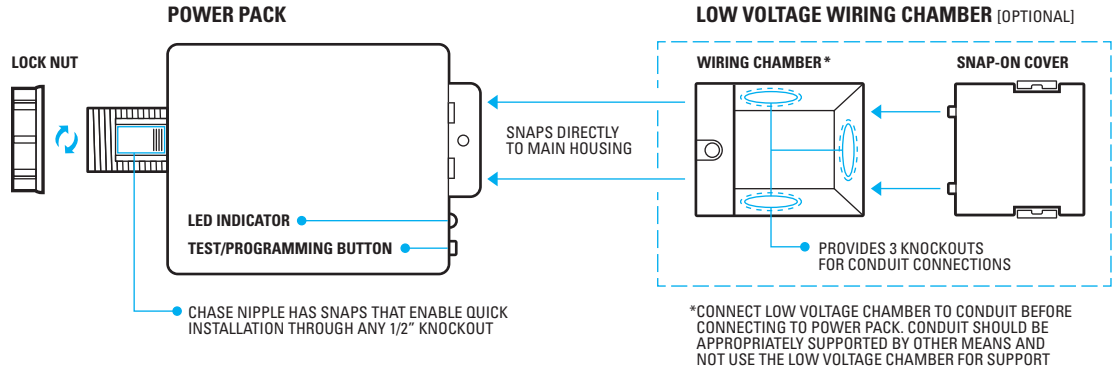 POWER PACK
LOCK NUT
LED INDICATOR
TEST/PROGRAMMING BUTTON
CHASE NIPPLE HAS SNAPS THAT ENABLE QUICK
INSTALLATION THROUGH ANY 1/2" KNOCKOUT
SNAPS DIRECTLY
TO MAIN HOUSING
LOW VOLTAGE WIRING CHAMBER [OPTIONAL]
WIRING CHAMBER*
SNAP-ON COVER
PROVIDES 3 KNOCKOUTS
FOR CONDUIT CONNECTIONS
*CONNECT LOW VOLTAGE CHAMBER TO CONDUIT BEFORE
CONNECTING TO POWER PACK. CONDUIT SHOULD BE
APPROPRIATELY SUPPORTED BY OTHER MEANS AND
NOT USE THE LOW VOLTAGE CHAMBER FOR SUPPORT